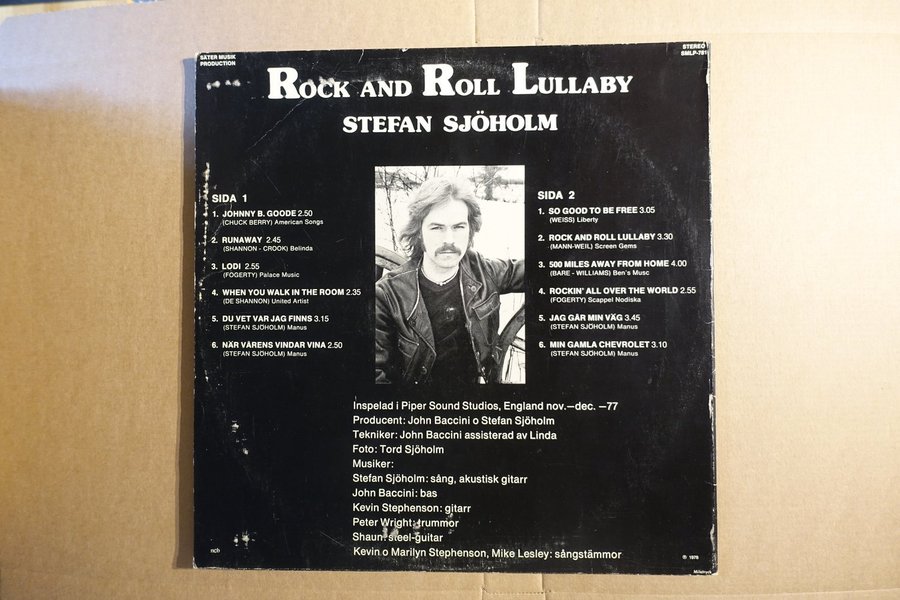 SÄTER MUSIK
PRODUCTION
STEREO
SMLP-781
ROCK AND ROLL LULLABY
STEFAN SJÖHOLM
SIDA 1
1. JOHNNY B. GOODE 2.50
(CHUCK BERRY) American Songs
2. RUNAWAY 2.45
(SHANNON - CROOK) Belinda
3. LODI 2.55
(FOGERTY) Palace Music
4. WHEN YOU WALK IN THE ROOM 2.35
(DE SHANNON) United Artist
5. DU VET VAR JAG FINNS 3.15
(STEFAN SJÖHOLM) Manus
6. NÄR VÅRENS VINDAR VINA 2.50
(STEFAN SJÖHOLM) Manus
SIDA 2
1. SO GOOD TO BE FREE 3.05
(WEISS) Liberty
2. ROCK AND ROLL LULLABY 3.30
(MANN-WEIL) Screen Gems
3. 500 MILES AWAY FROM HOME 4.00
(BARE - WILLIAMS) Ben's Musc
4. ROCKIN' ALL OVER THE WORLD 2.55
(FOGERTY) Scappel Nodiska
5. JAG GÅR MIN VÄG 3.45
(STEFAN SJÖHOLM) Manus
6. MIN GAMLA CHEVROLET 3.10
(STEFAN SJÖHOLM) Manus
Inspelad i Piper Sound Studios, England nov.—dec. —77
Producent: John Baccini o Stefan Sjöholm
Tekniker: John Baccini assisterad av Linda
Foto: Tord Sjöholm
Musiker:
Stefan Sjöholm: sång, akustisk gitarr
John Baccini: bas
Kevin Stephenson: gitarr
Peter Wright: trummor
Shaun: steel-guitar
Kevin o Marilyn Stephenson, Mike Lesley: sångstämmor
ncb
℗ 1978